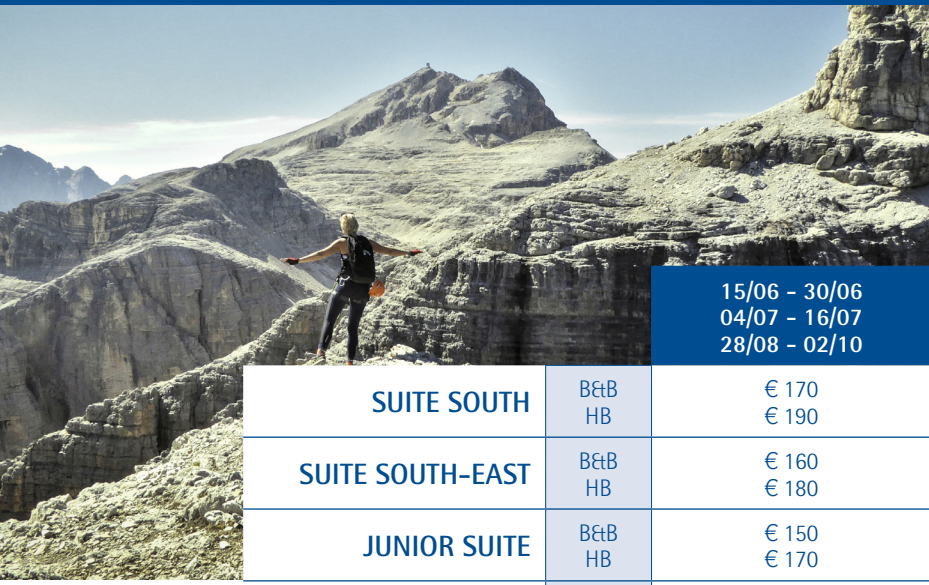 15/06 - 30/06
04/07 - 16/07
28/08 - 02/10
SUITE SOUTH
B&B
€ 170
HB
€ 190
SUITE SOUTH-EAST
B&B
€ 160
HB
€ 180
JUNIOR SUITE
B&B
€ 150
HB
€ 170